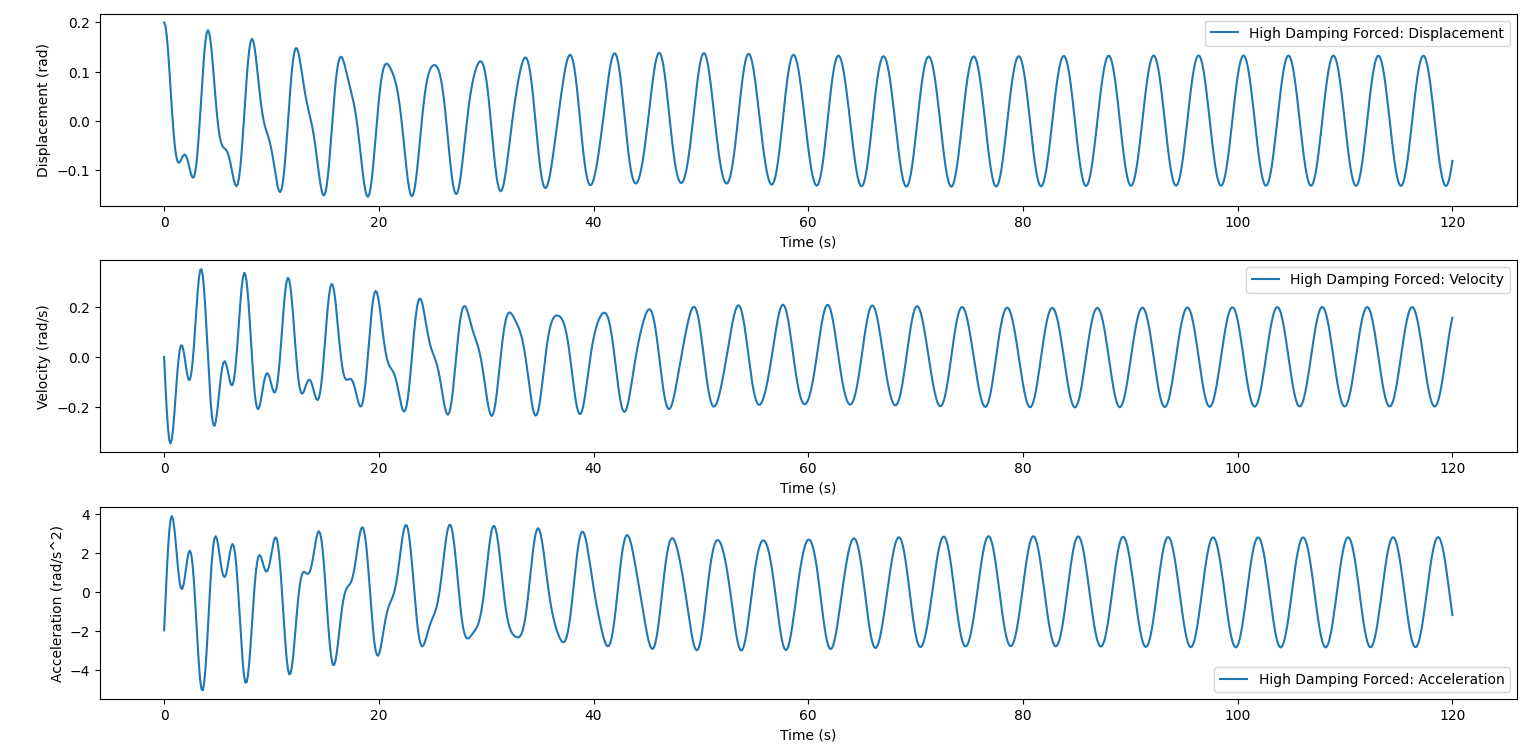 High Damping Forced: Displacement
Displacement (rad)
0.2
0.1
0.0
−0.1
0 20 40 60 80 100 120
Time (s)
High Damping Forced: Velocity
Velocity (rad/s)
0.2
0.0
−0.2
0 20 40 60 80 100 120
Time (s)
Acceleration (rad/s^2)
4
2
0
−2
−4
High Damping Forced: Acceleration
0 20 40 60 80 100 120
Time (s)